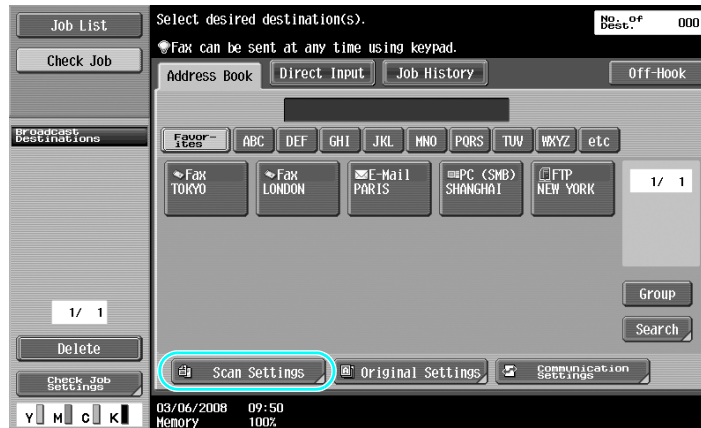 Job List
Check Job
Broadcast
Destinations
1/ 1
Delete
Check Job
Settings
Y M C K
Select desired destination(s).
No. of
Dest. 000
Fax can be sent at any time using keypad.
Address Book Direct Input Job History Off-Hook
Favor-
ites ABC DEF GHI JKL MNO PQRS TUV WXYZ etc
Fax
TOKYO
Fax
LONDON
E-Mail
PARIS
PC (SMB)
SHANGHAI
FTP
NEW YORK
1/ 1
Group
Search
Scan Settings Original Settings Communication
Settings
03/06/2008 09:50
Memory 100%